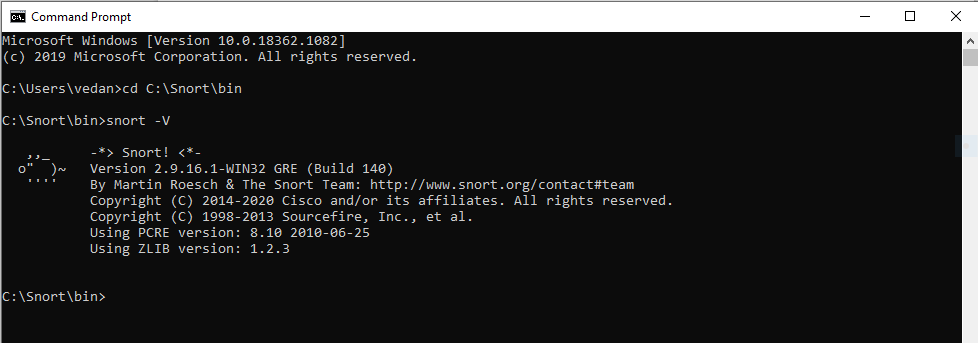 Command Prompt
Microsoft Windows [Version 10.0.18362.1082]
(c) 2019 Microsoft Corporation. All rights reserved.
C:\Users\vedan>cd C:\Snort\bin
C:\Snort\bin>snort -V
   ,,_     -*> Snort! <*-
  o"  )~   Version 2.9.16.1-WIN32 GRE (Build 140)
   ''''    By Martin Roesch & The Snort Team: http://www.snort.org/contact#team
           Copyright (C) 2014-2020 Cisco and/or its affiliates. All rights reserved.
           Copyright (C) 1998-2013 Sourcefire, Inc., et al.
           Using PCRE version: 8.10 2010-06-25
           Using ZLIB version: 1.2.3
C:\Snort\bin>